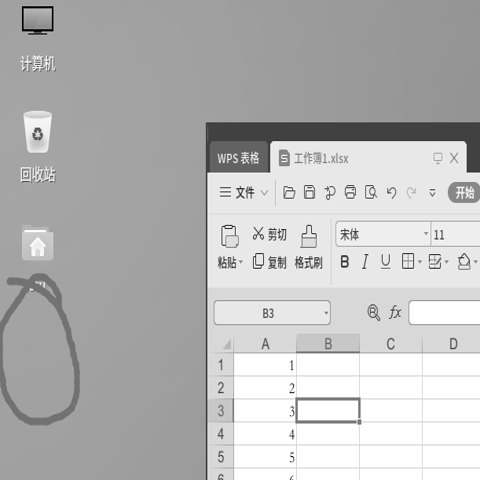 计算机
回收站
WPS 表格
工作簿1.xlsx
文件
开始
剪切
宋体
11
粘贴
复制
格式刷
B I U
B3
fx
A B C D
1 1
2 2
3 3
4 4
5 5
6 6